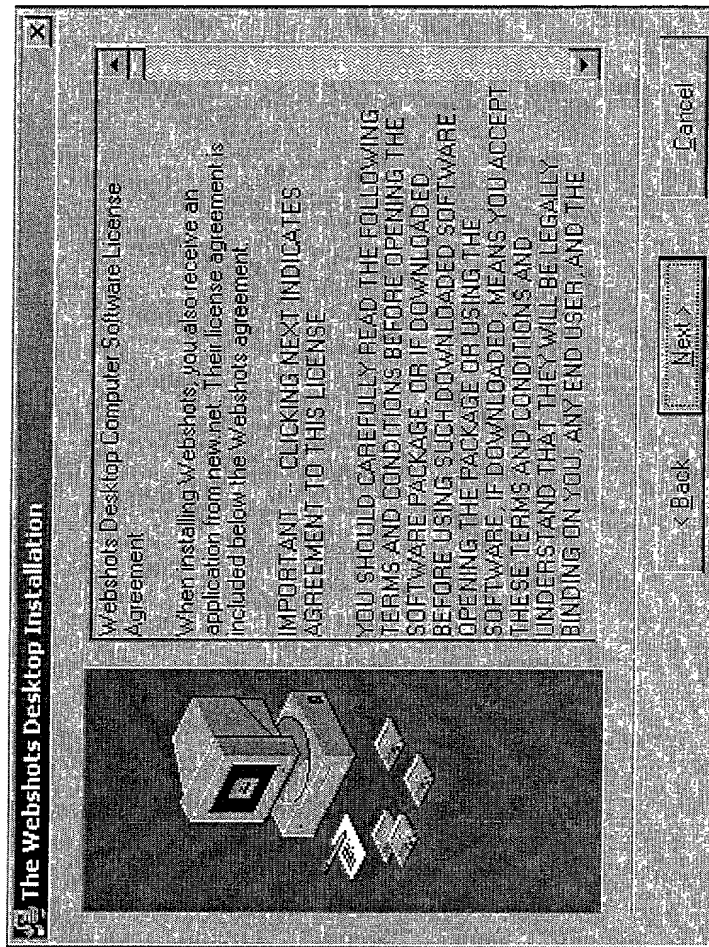 The Webshots Desktop Installation
Webshots Desktop Computer Software License
Agreement
When installing Webshots, you also receive an
application from new.net. Their license agreement is
included below the Webshots agreement.
IMPORTANT -- CLICKING NEXT INDICATES
AGREEMENT TO THIS LICENSE
YOU SHOULD CAREFULLY READ THE FOLLOWING
TERMS AND CONDITIONS BEFORE OPENING THE
SOFTWARE PACKAGE, OR IF DOWNLOADED,
BEFORE USING SUCH DOWNLOADED SOFTWARE.
OPENING THE PACKAGE OR USING THE
SOFTWARE, IF DOWNLOADED, MEANS YOU ACCEPT
THESE TERMS AND CONDITIONS AND
UNDERSTAND THAT THEY WILL BE LEGALLY
BINDING ON YOU, ANY END USER, AND THE
< Back
Next >
Cancel